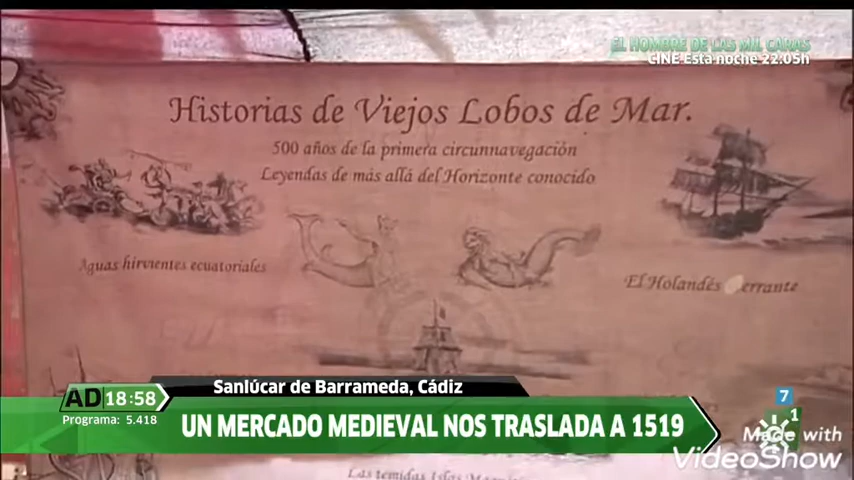 EL HOMBRE DE LAS MIL CARAS
CINE Esta noche 22.05h
Historias de Viejos Lobos de Mar.
500 años de la primera circunnavegación
Leyendas de más allá del Horizonte conocido
Aguas hirvientes ecuatoriales
El Holandés errante
Sanlúcar de Barrameda, Cádiz
AD 18:58
Programa: 5.418
UN MERCADO MEDIEVAL NOS TRASLADA A 1519
7
1
Made with
VideoShow
Las temidas Islas